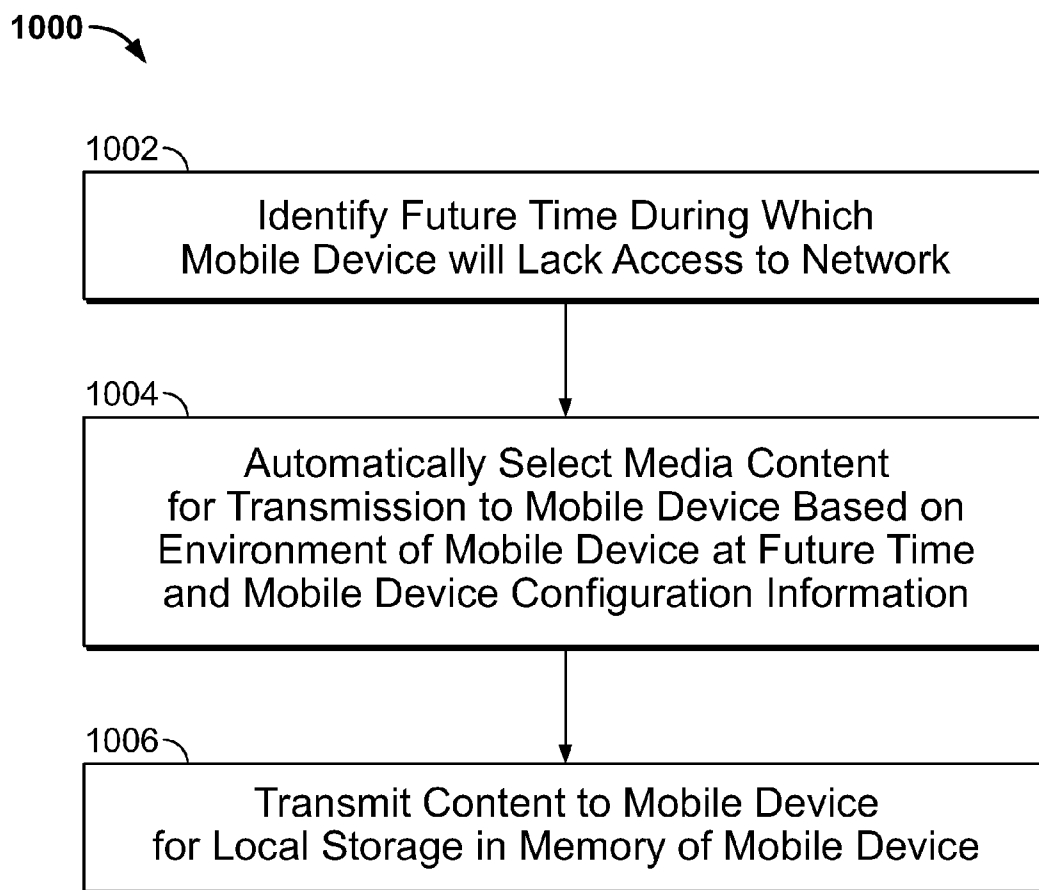 1000
1002
Identify Future Time During Which
Mobile Device will Lack Access to Network
1004
Automatically Select Media Content
for Transmission to Mobile Device Based on
Environment of Mobile Device at Future Time
and Mobile Device Configuration Information
1006
Transmit Content to Mobile Device
for Local Storage in Memory of Mobile Device